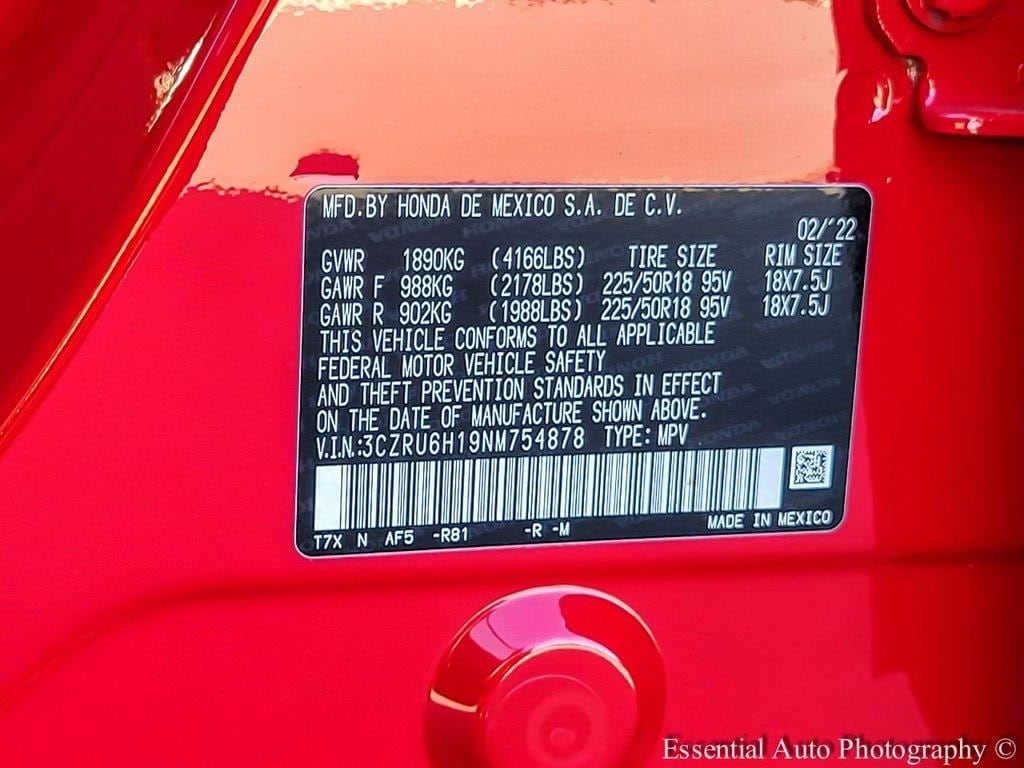 MFD. BY HONDA DE MEXICO S.A. DE C.V.
02/'22
GVWR 1890KG (4166LBS) TIRE SIZE RIM SIZE
GAWR F 988KG (2178LBS) 225/50R18 95V 18X7.5J
GAWR R 902KG (1988LBS) 225/50R18 95V 18X7.5J
THIS VEHICLE CONFORMS TO ALL APPLICABLE
FEDERAL MOTOR VEHICLE SAFETY
AND THEFT PREVENTION STANDARDS IN EFFECT
ON THE DATE OF MANUFACTURE SHOWN ABOVE.
V.I.N.:3CZRU6H19NM754878 TYPE: MPV
T7X N AF5 -R81 -R -M MADE IN MEXICO
Essential Auto Photography ©